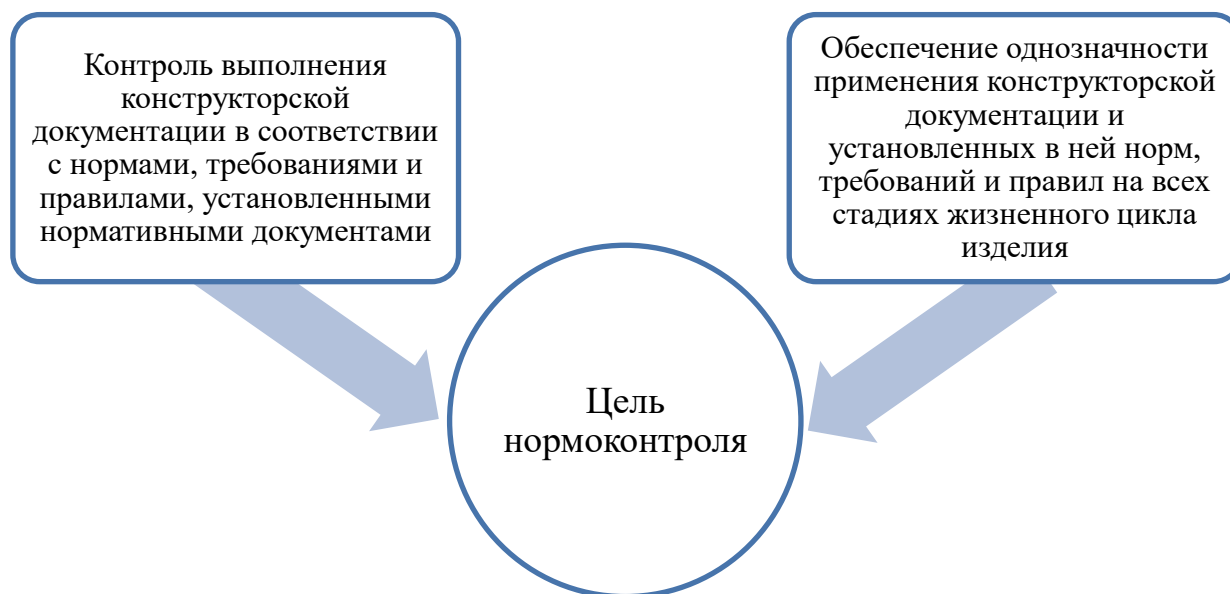 Контроль выполнения
конструкторской
документации в соответствии
с нормами, требованиями и
правилами, установленными
нормативными документами
Обеспечение однозначности
применения конструкторской
документации и
установленных в ней норм,
требований и правил на всех
стадиях жизненного цикла
изделия
Цель
нормоконтроля